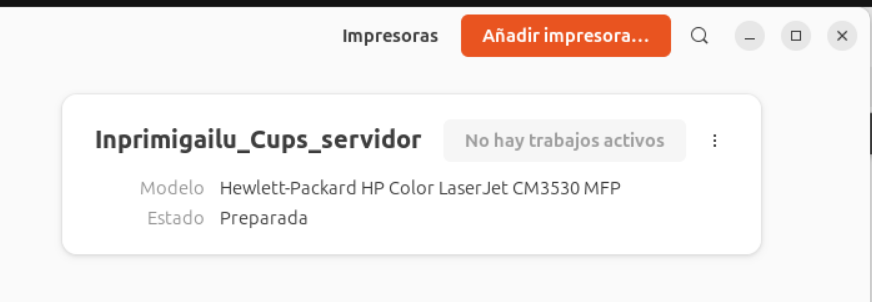 Impresoras
Añadir impresora...
Inprimigailu_Cups_servidor
No hay trabajos activos
Modelo Hewlett-Packard HP Color LaserJet CM3530 MFP
Estado Preparada